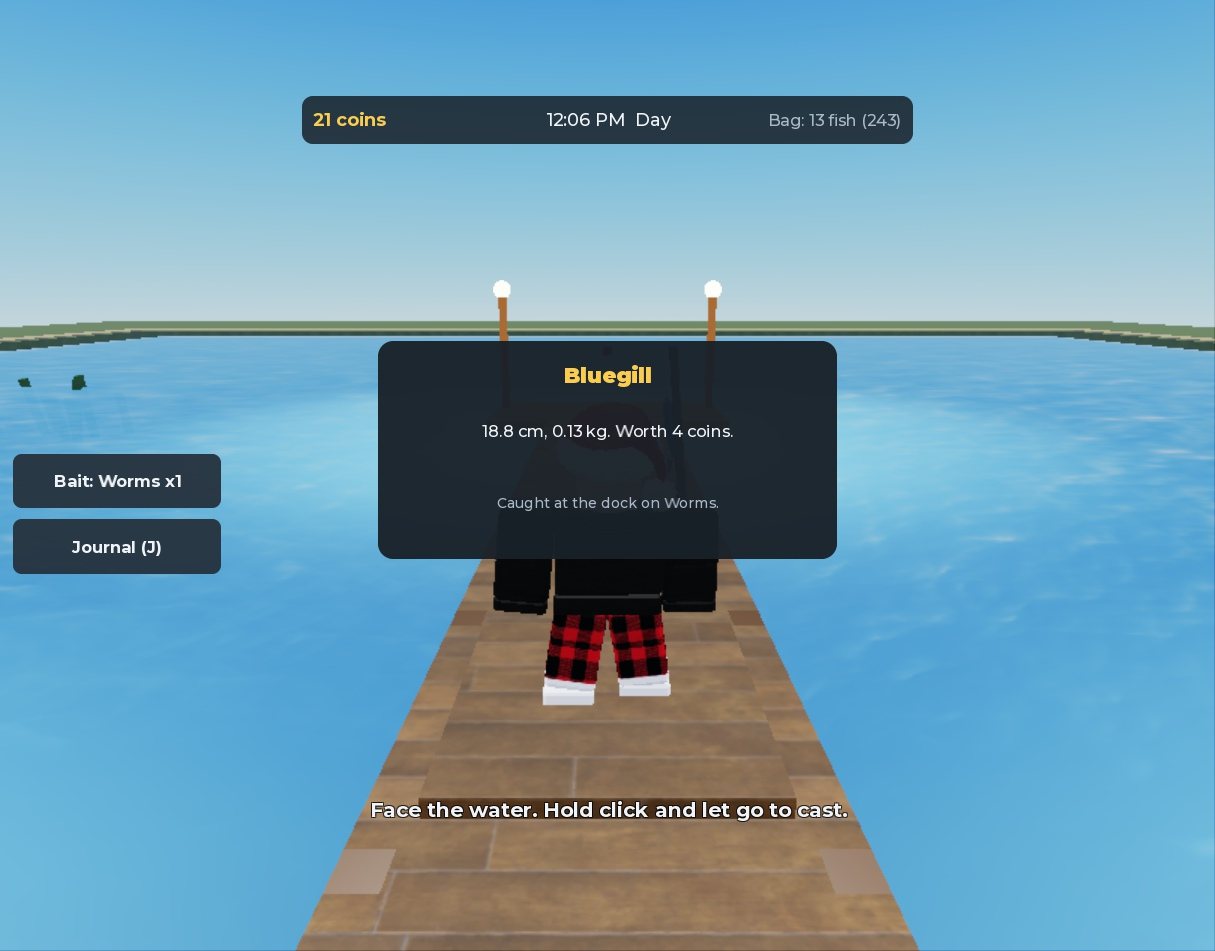 21 coins
12:06 PM Day
Bag: 13 fish (243)
Bluegill
18.8 cm, 0.13 kg. Worth 4 coins.
Caught at the dock on Worms.
Bait: Worms x1
Journal (J)
Face the water. Hold click and let go to cast.